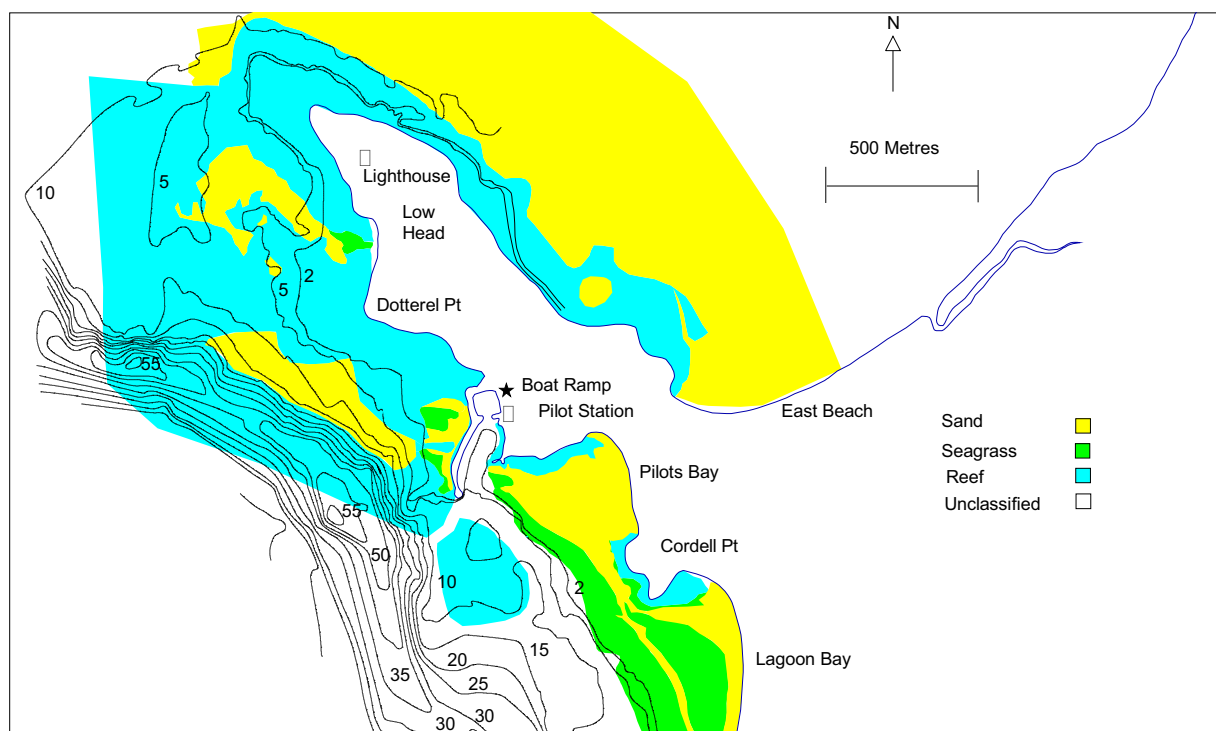 N
500 Metres
10
5
Lighthouse
Low
Head
2
5
Dotterel Pt
55
Boat Ramp
Pilot Station
East Beach
Sand
Seagrass
Reef
Unclassified
Pilots Bay
55
50
Cordell Pt
10
2
15
20
Lagoon Bay
35
25
30
30